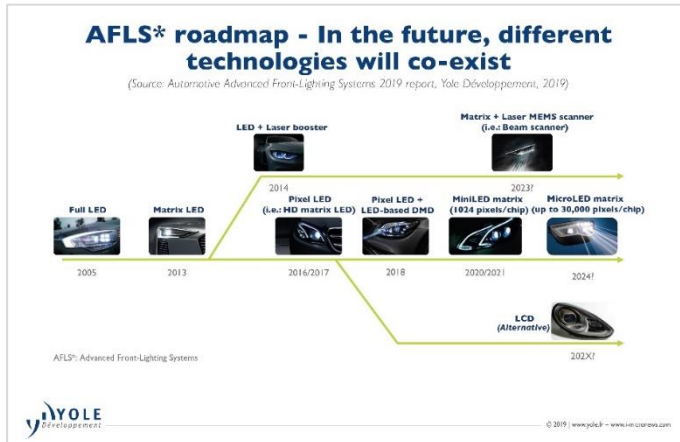 AFLS* roadmap - In the future, different
technologies will co-exist
(Source: Automotive Advanced Front-Lighting Systems 2019 report, Yole Développement, 2019)
LED + Laser booster
2014
Matrix + Laser MEMS scanner
(i.e.: Beam scanner)
2023?
Full LED
2005
Matrix LED
2013
Pixel LED
(i.e.: HD matrix LED)
2016/2017
Pixel LED +
LED-based DMD
2018
MiniLED matrix
(1024 pixels/chip)
2020/2021
MicroLED matrix
(up to 30,000 pixels/chip)
2024?
LCD
(Alternative)
202X?
AFLS*: Advanced Front-Lighting Systems
YOLE
Développement
© 2019 | www.yole.fr – www.i-micronews.com